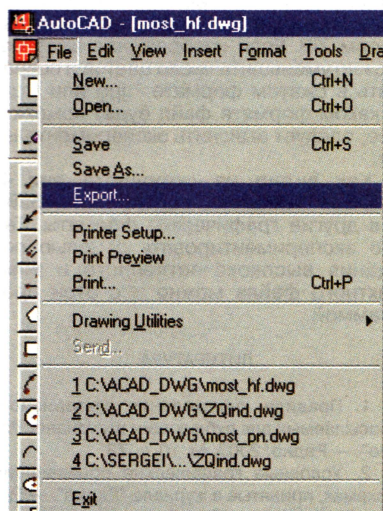 AutoCAD - [most_hf.dwg]
File Edit View Insert Format Tools Dra
New... Ctrl+N
Open... Ctrl+O
Save Ctrl+S
Save As...
Export...
Printer Setup...
Print Preview
Print... Ctrl+P
Drawing Utilities
Send...
1 C:\ACAD_DWG\most_hf.dwg
2 C:\ACAD_DWG\ZQind.dwg
3 C:\ACAD_DWG\most_pn.dwg
4 C:\SERGEI\...\ZQind.dwg
Exit